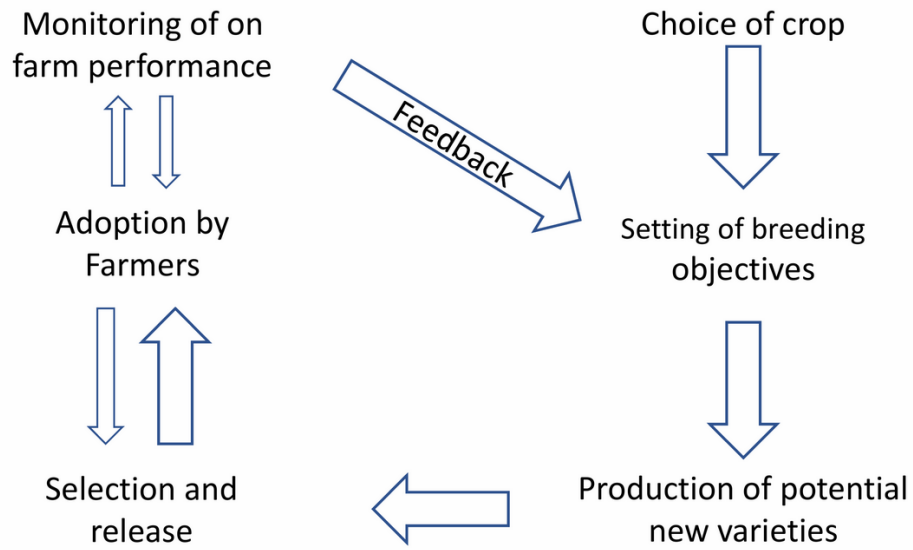 Monitoring of on
farm performance
Choice of crop
Feedback
Adoption by
Farmers
Setting of breeding
objectives
Selection and
release
Production of potential
new varieties